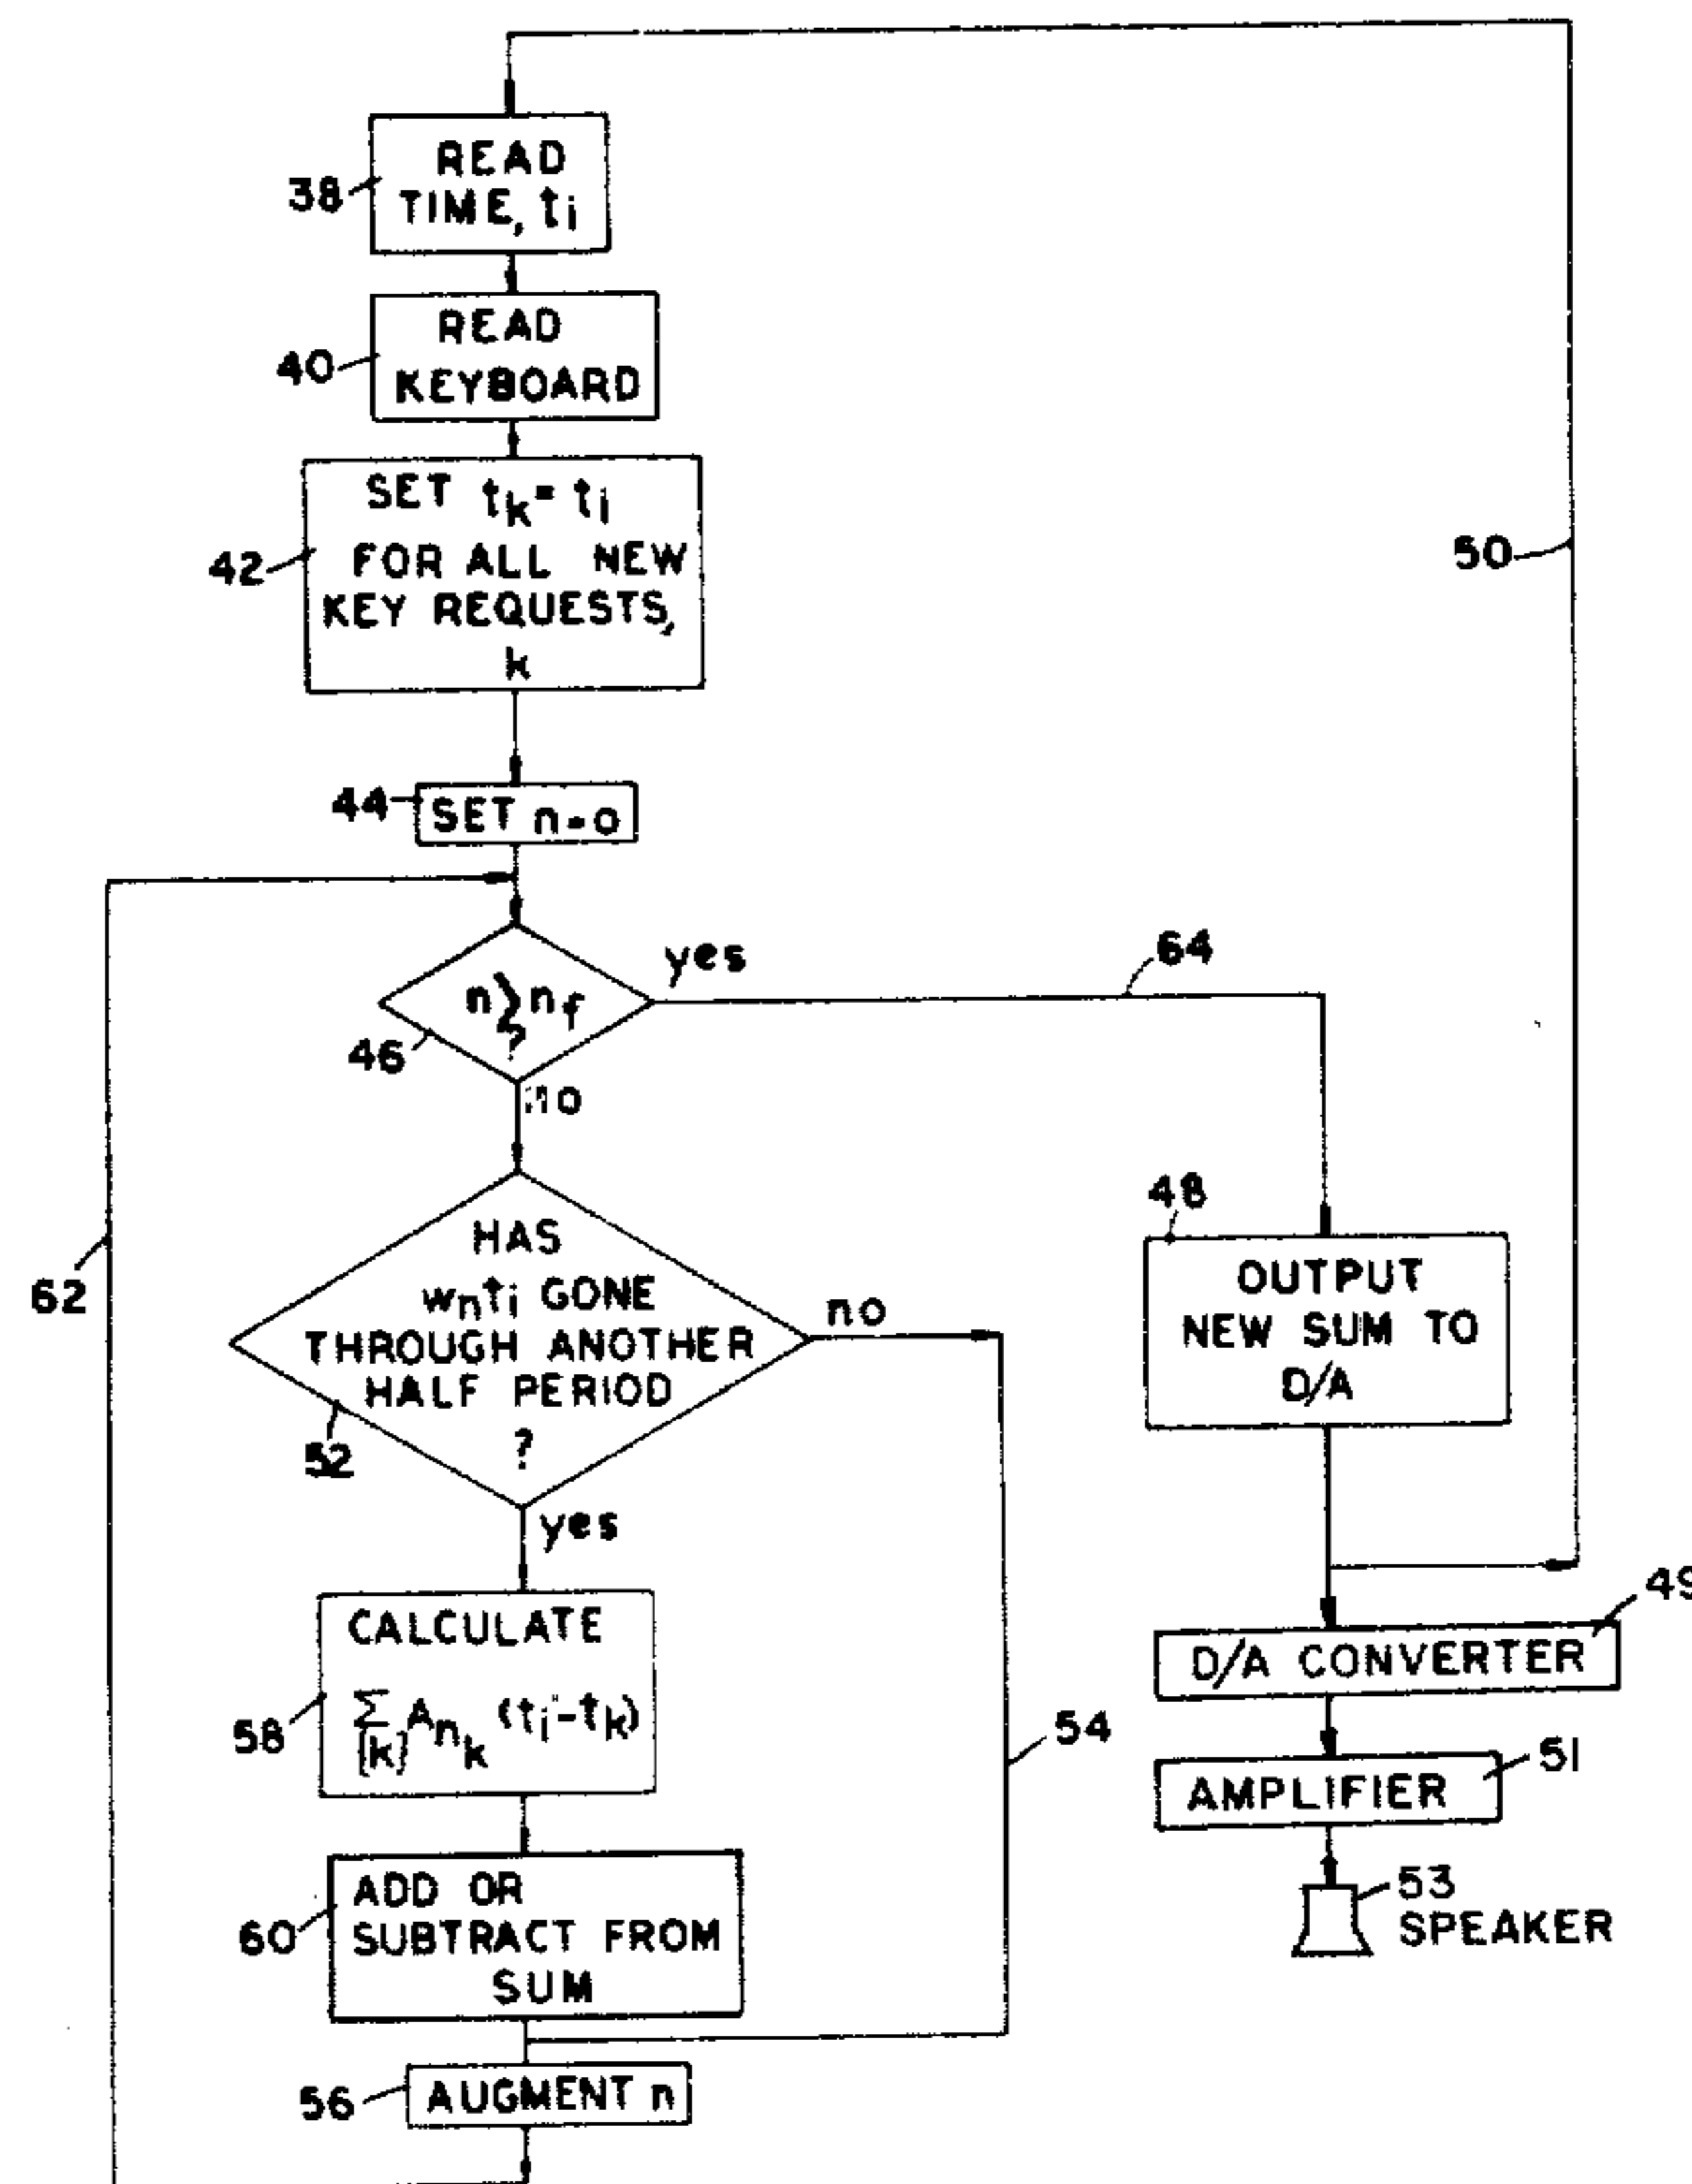 READ
TIME, ti
38
READ
KEYBOARD
40
SET tk = ti
FOR ALL NEW
KEY REQUESTS,
k
42
50
44
SET n=o
n > nf
?
46
yes
64
no
HAS
wnti GONE
THROUGH ANOTHER
HALF PERIOD
?
52
no
62
yes
48
OUTPUT
NEW SUM TO
D/A
49
D/A CONVERTER
CALCULATE
Σ Ank (ti-tk)
[k]
58
54
AMPLIFIER
51
ADD OR
SUBTRACT FROM
SUM
60
53
SPEAKER
56
AUGMENT n